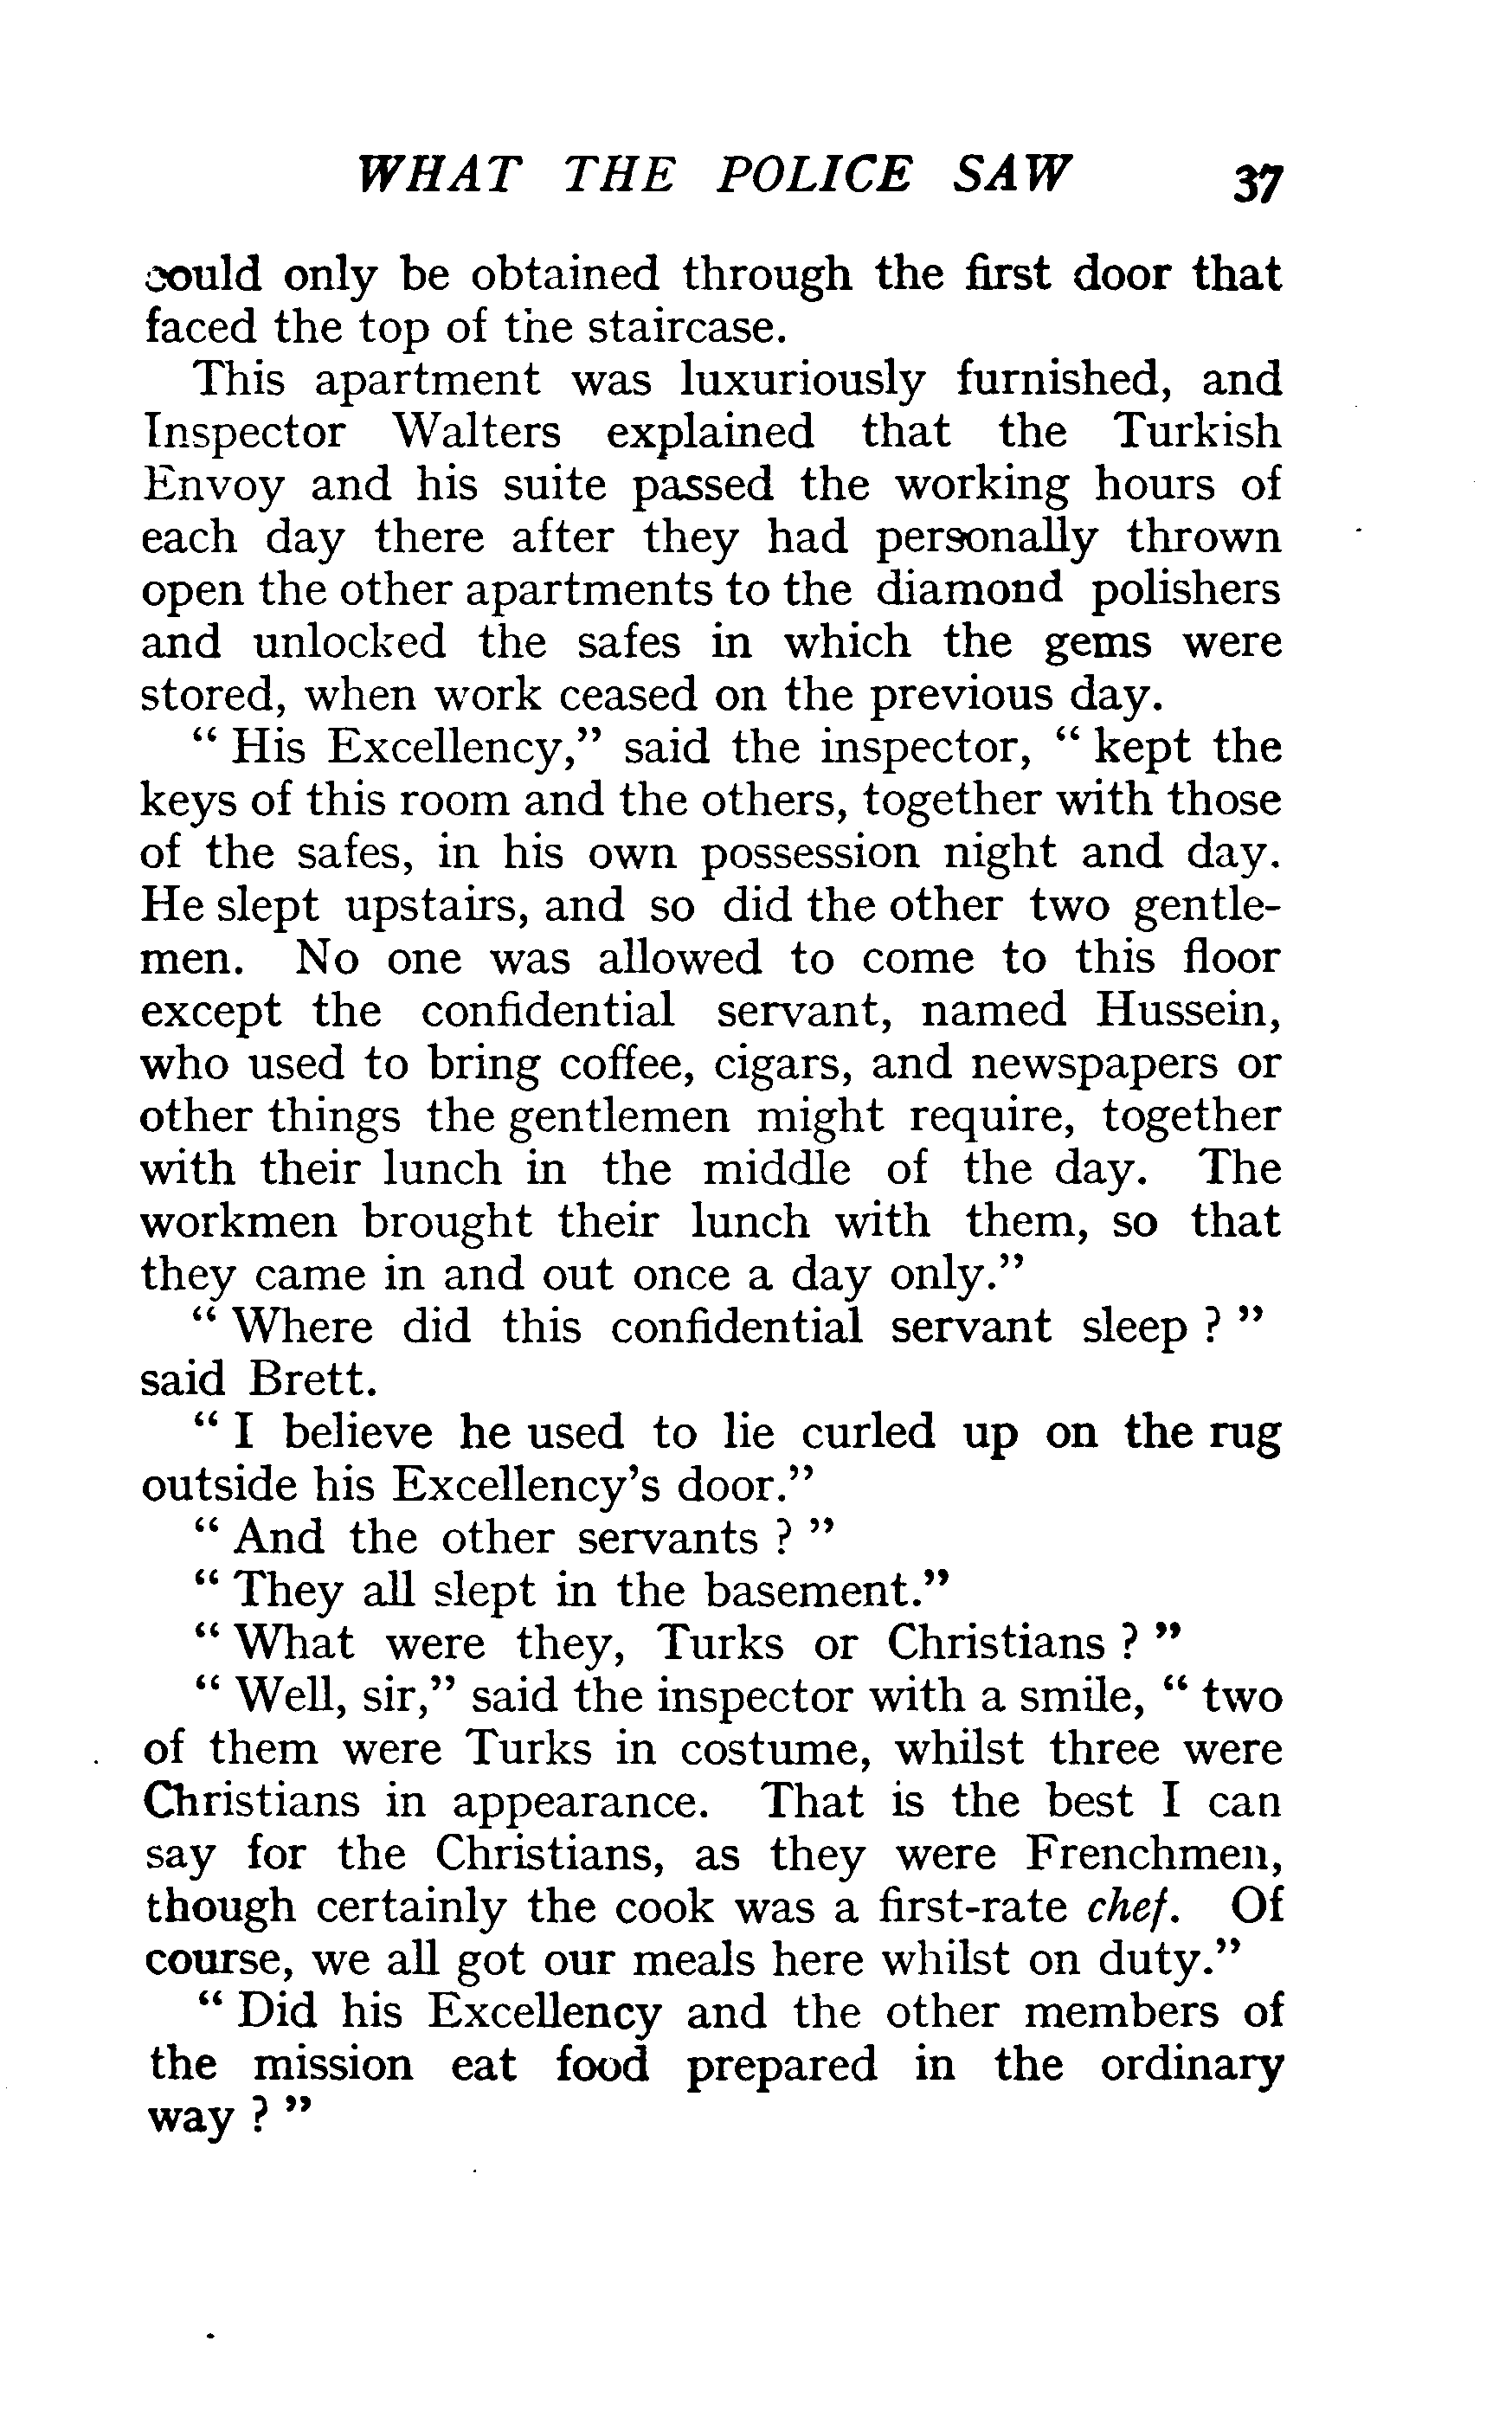 WHAT THE POLICE SAW 37
could only be obtained through the first door that
faced the top of the staircase.
This apartment was luxuriously furnished, and
Inspector Walters explained that the Turkish
Envoy and his suite passed the working hours of
each day there after they had personally thrown
open the other apartments to the diamond polishers
and unlocked the safes in which the gems were
stored, when work ceased on the previous day.
“ His Excellency,” said the inspector, “ kept the
keys of this room and the others, together with those
of the safes, in his own possession night and day.
He slept upstairs, and so did the other two gentle-
men. No one was allowed to come to this floor
except the confidential servant, named Hussein,
who used to bring coffee, cigars, and newspapers or
other things the gentlemen might require, together
with their lunch in the middle of the day. The
workmen brought their lunch with them, so that
they came in and out once a day only.”
“ Where did this confidential servant sleep ? ”
said Brett.
“ I believe he used to lie curled up on the rug
outside his Excellency’s door.”
“ And the other servants ? ”
“ They all slept in the basement.”
“ What were they, Turks or Christians ? ”
“ Well, sir,” said the inspector with a smile, “ two
of them were Turks in costume, whilst three were
Christians in appearance. That is the best I can
say for the Christians, as they were Frenchmen,
though certainly the cook was a first-rate chef. Of
course, we all got our meals here whilst on duty.”
“ Did his Excellency and the other members of
the mission eat food prepared in the ordinary
way ? ”